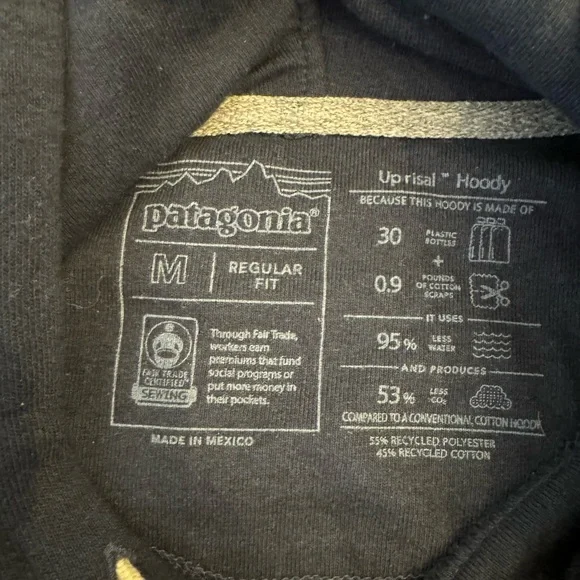 patagonia®
M
REGULAR
FIT
FAIR TRADE
CERTIFIED™
SEWING
Through Fair Trade,
workers earn
premiums that fund
social programs or
put more money in
their pockets.
MADE IN MEXICO
Uprisal™ Hoody
BECAUSE THIS HOODY IS MADE OF
30 PLASTIC
BOTTLES
+
0.9 POUNDS
OF COTTON
SCRAPS
IT USES
95% LESS
WATER
AND PRODUCES
53% LESS
CO₂
COMPARED TO A CONVENTIONAL COTTON HOODY
55% RECYCLED POLYESTER
45% RECYCLED COTTON